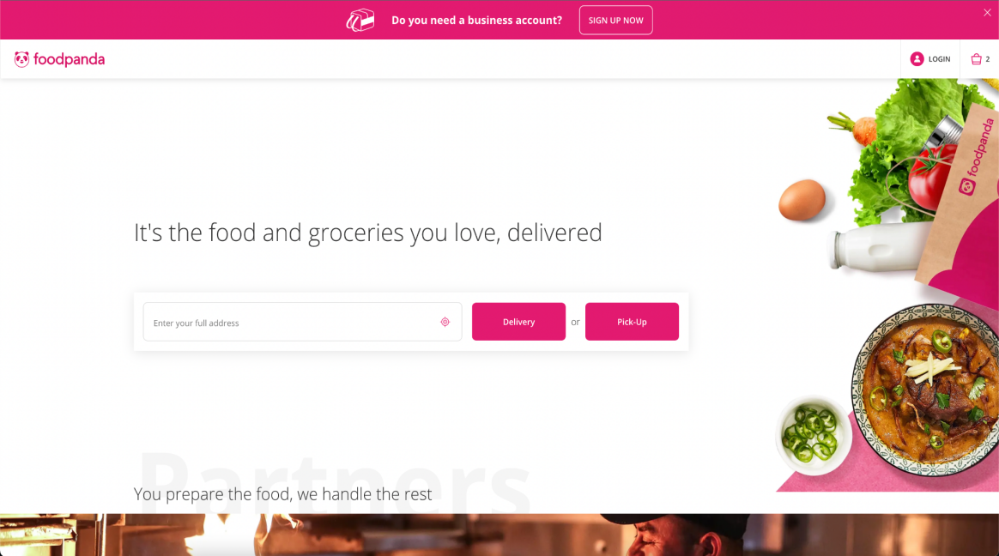 Do you need a business account?
SIGN UP NOW
foodpanda
LOGIN
2
foodpanda
It's the food and groceries you love, delivered
Enter your full address
Delivery
or
Pick-Up
Partners
You prepare the food, we handle the rest